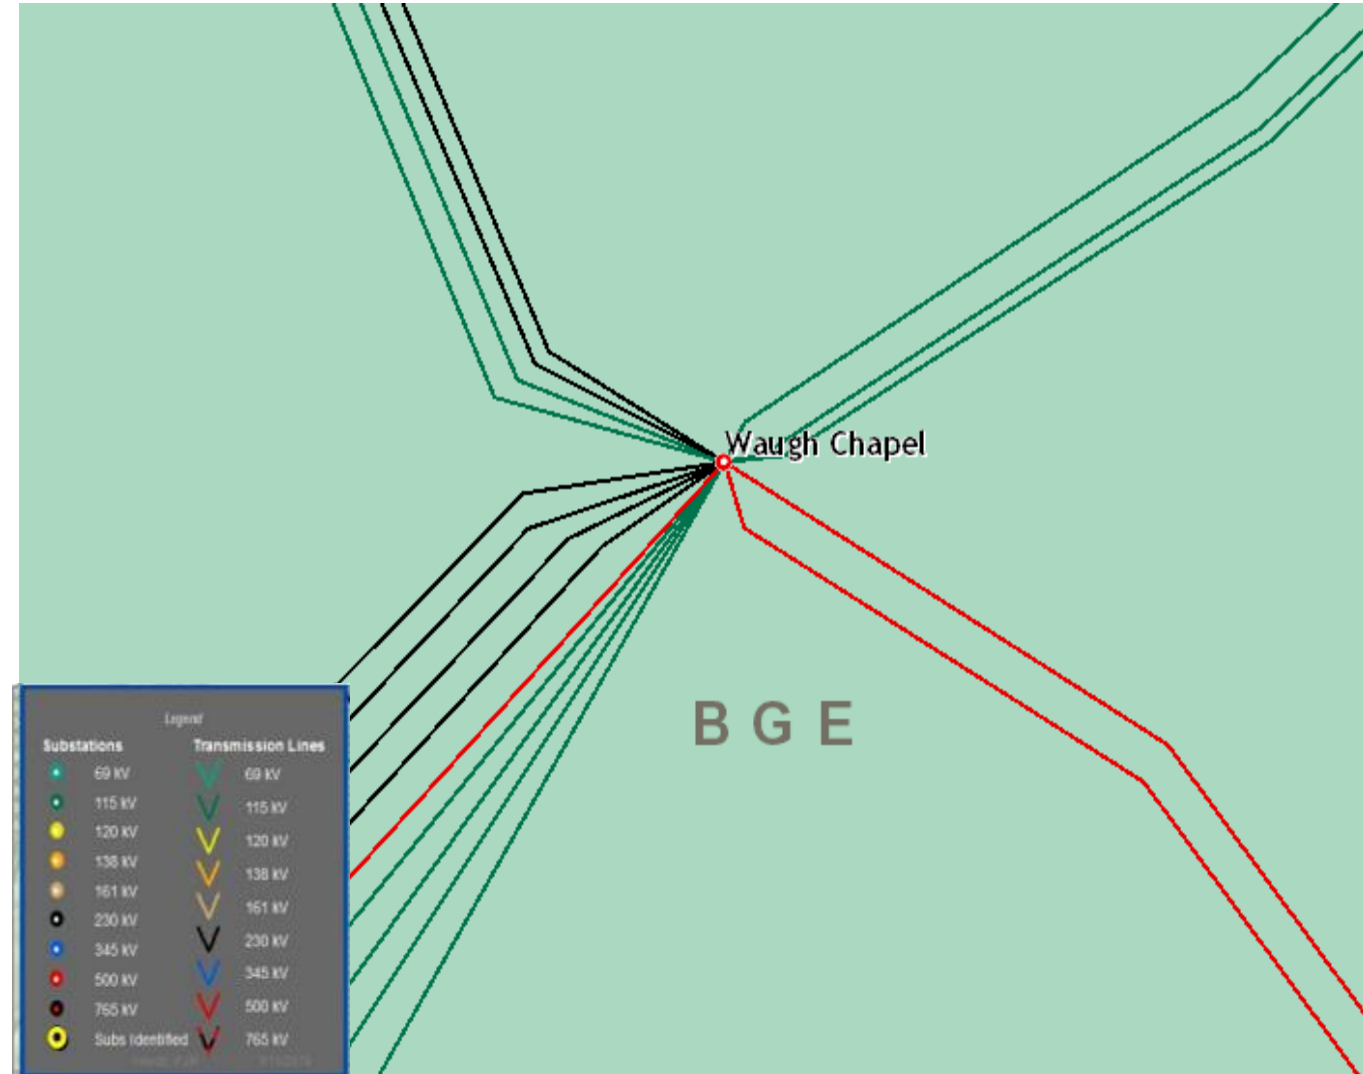 Waugh Chapel
B G E
Legend
Substations Transmission Lines
69 kV 69 kV
115 kV 115 kV
120 kV 120 kV
138 kV 138 kV
161 kV 161 kV
230 kV 230 kV
345 kV 345 kV
500 kV 500 kV
765 kV 765 kV
Subs Identified